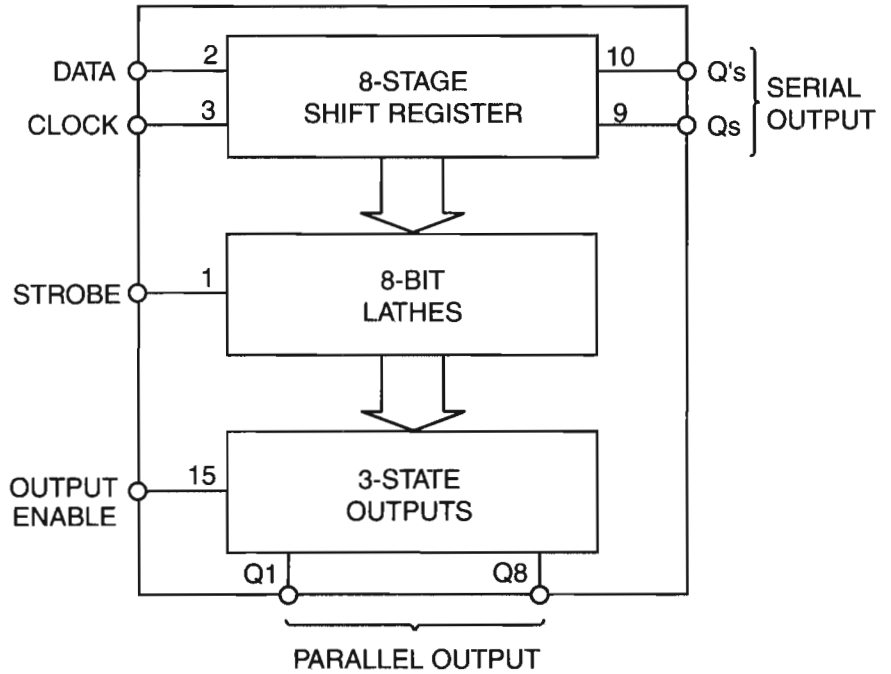 DATA
2
8-STAGE
SHIFT REGISTER
10
Q's
SERIAL
OUTPUT
CLOCK
3
9
Qs
STROBE
1
8-BIT
LATHES
OUTPUT
ENABLE
15
3-STATE
OUTPUTS
Q1
Q8
PARALLEL OUTPUT